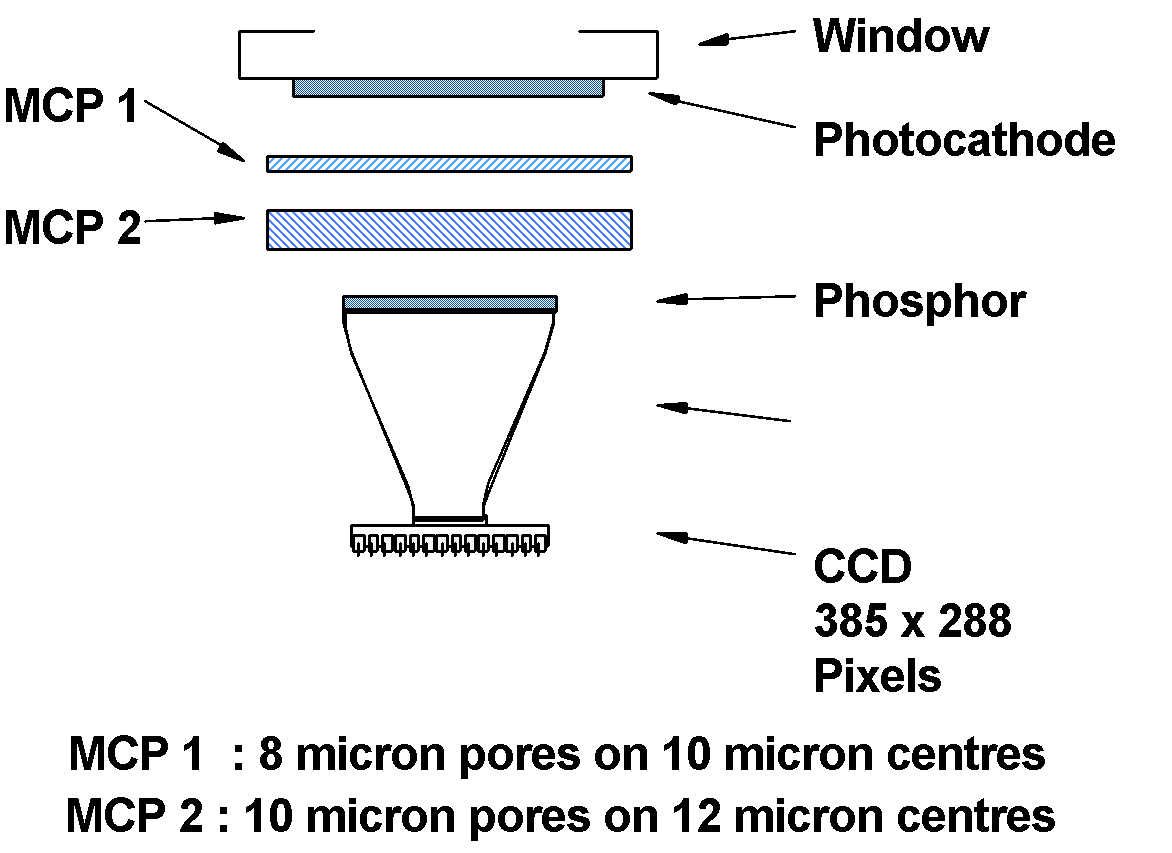 Window
MCP 1
Photocathode
MCP 2
Phosphor
CCD
385 x 288
Pixels
MCP 1 : 8 micron pores on 10 micron centres
MCP 2 : 10 micron pores on 12 micron centres